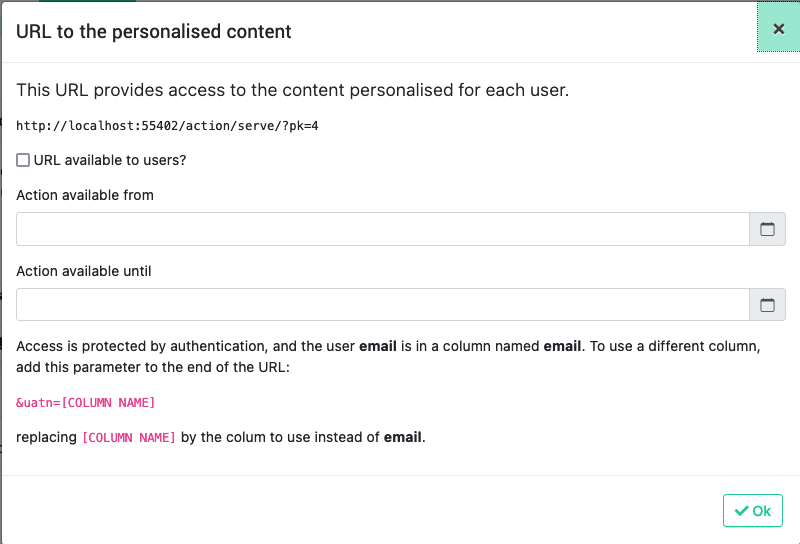 URL to the personalised content
This URL provides access to the content personalised for each user.
http://localhost:55402/action/serve/?pk=4
URL available to users?
Action available from
Action available until
Access is protected by authentication, and the user email is in a column named email. To use a different column,
add this parameter to the end of the URL:
&uatn=[COLUMN NAME]
replacing [COLUMN NAME] by the colum to use instead of email.
Ok